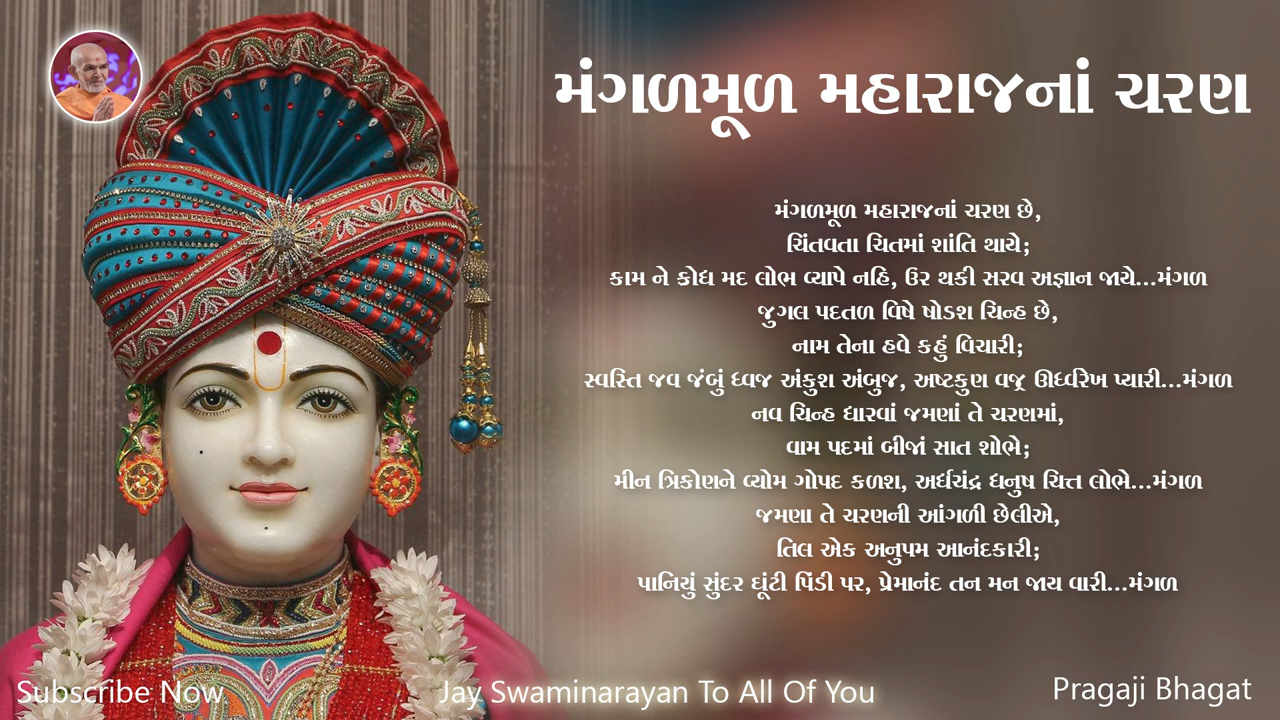 મંગળમૂળ મહારાજનાં ચરણ
મંગળમૂળ મહારાજનાં ચરણ છે,
ચિંતવતા ચિતમાં શાંતિ થાયે;
કામ ને ક્રોધ મદ લોભ વ્યાપે નહિ, ઉર થકી સરવ અજ્ઞાન જાયે...મંગળ
જુગલ પદતળ વિષે ષોડશ ચિન્હ છે,
નામ તેના હવે કહું વિચારી;
સ્વસ્તિ જવ જંબું ધ્વજ અંકુશ અંબુજ, અષ્ટકુણ વજ્ર ઊર્ધ્વરેખ પ્યારી...મંગળ
નવ ચિન્હ ધારવાં જમણાં તે ચરણમાં,
વામ પદમાં બીજાં સાત શોભે;
મીન ત્રિકોણને વ્યોમ ગોપદ કળશ, અર્ધચંદ્ર ધનુષ ચિત્ત લોભે...મંગળ
જમણા તે ચરણની આંગળી છેલીએ,
તિલ એક અનુપમ આનંદકારી;
પાનિયું સુંદર ઘૂંટી પિંડી પર, પ્રેમાનંદ તન મન જાય વારી...મંગળ
Subscribe Now
Jay Swaminarayan To All Of You
Pragaji Bhagat